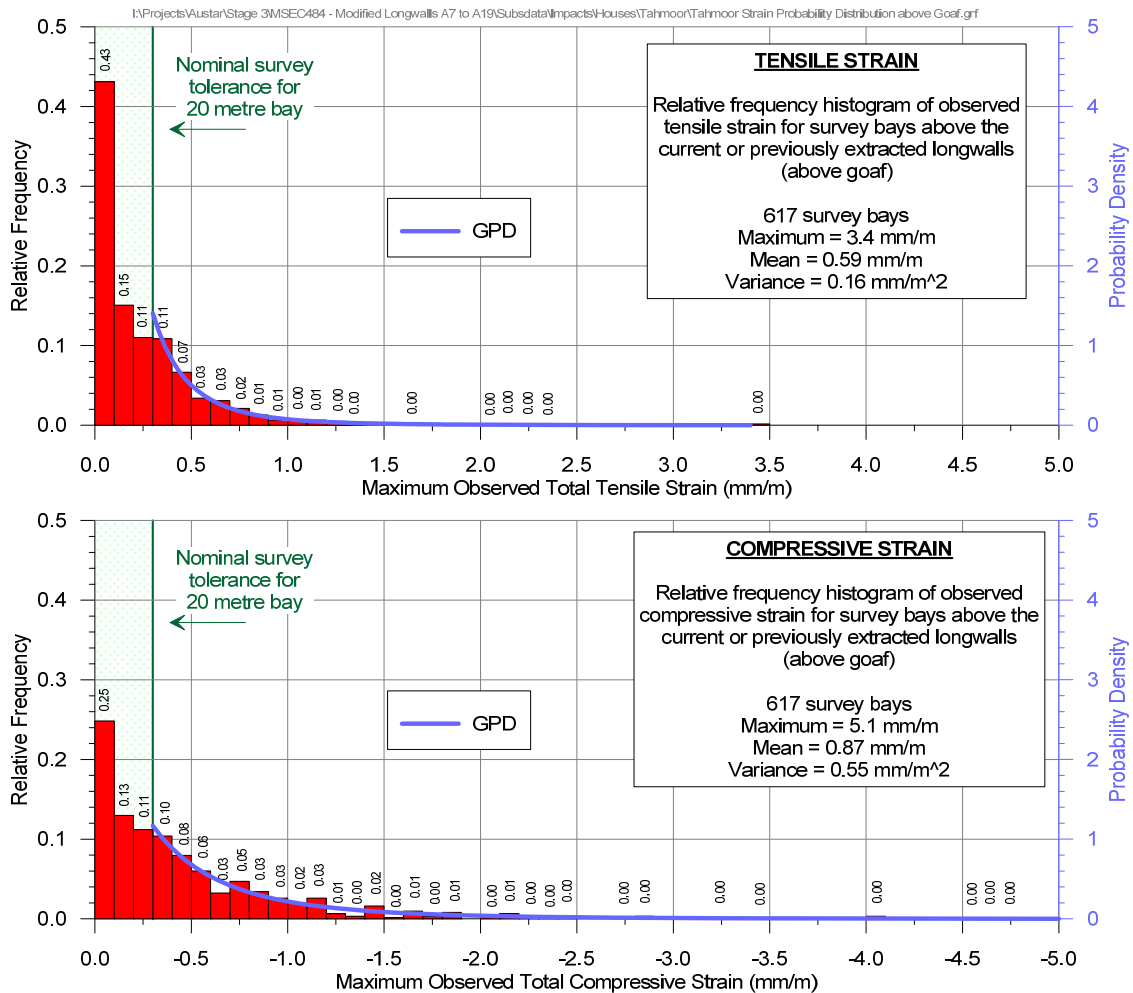 I:\Projects\Austar\Stage 3\MSEC484 - Modified Longwalls A7 to A19\Subsdata\Impacts\Houses\Tahmoor\Tahmoor Strain Probability Distribution above Goaf.grf
0.5
0.4
0.3
0.2
0.1
0.0
Relative Frequency
0.43
0.15
0.11
0.11
0.07
0.03
0.03
0.02
0.01
0.01
0.00
0.01
0.00
0.00
0.00
0.00
0.00
0.00
0.00
0.00
Nominal survey
tolerance for
20 metre bay
GPD
TENSILE STRAIN
Relative frequency histogram of observed
tensile strain for survey bays above the
current or previously extracted longwalls
(above goaf)
617 survey bays
Maximum = 3.4 mm/m
Mean = 0.59 mm/m
Variance = 0.16 mm/m^2
5
4
3
2
1
0
Probability Density
0.0 0.5 1.0 1.5 2.0 2.5 3.0 3.5 4.0 4.5 5.0
Maximum Observed Total Tensile Strain (mm/m)
0.5
0.4
0.3
0.2
0.1
0.0
Relative Frequency
0.25
0.13
0.11
0.10
0.08
0.06
0.03
0.05
0.03
0.03
0.02
0.03
0.01
0.00
0.02
0.00
0.01
0.00
0.01
0.00
0.01
0.00
0.00
0.00
0.00
0.00
0.00
0.00
0.00
0.00
0.00
Nominal survey
tolerance for
20 metre bay
GPD
COMPRESSIVE STRAIN
Relative frequency histogram of observed
compressive strain for survey bays above the
current or previously extracted longwalls
(above goaf)
617 survey bays
Maximum = 5.1 mm/m
Mean = 0.87 mm/m
Variance = 0.55 mm/m^2
5
4
3
2
1
0
Probability Density
0.0 -0.5 -1.0 -1.5 -2.0 -2.5 -3.0 -3.5 -4.0 -4.5 -5.0
Maximum Observed Total Compressive Strain (mm/m)